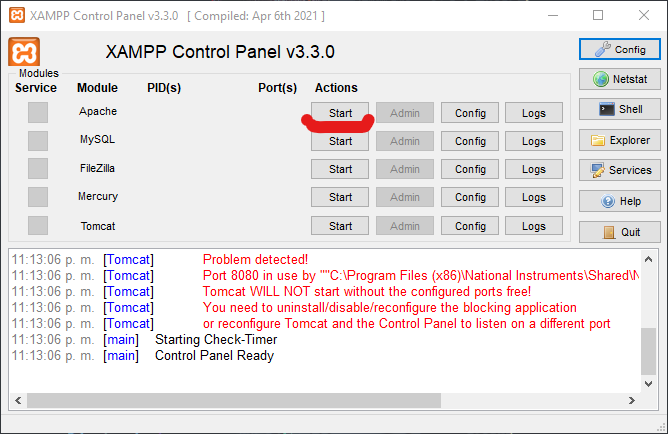 XAMPP Control Panel v3.3.0 [ Compiled: Apr 6th 2021 ]
XAMPP Control Panel v3.3.0
Config
Modules
Service Module PID(s) Port(s) Actions
Netstat
Apache Start Admin Config Logs
Shell
MySQL Start Admin Config Logs
Explorer
FileZilla Start Admin Config Logs
Services
Mercury Start Admin Config Logs
Help
Tomcat Start Admin Config Logs
Quit
11:13:06 p. m. [Tomcat] Problem detected!
11:13:06 p. m. [Tomcat] Port 8080 in use by ""C:\Program Files (x86)\National Instruments\Shared\N
11:13:06 p. m. [Tomcat] Tomcat WILL NOT start without the configured ports free!
11:13:06 p. m. [Tomcat] You need to uninstall/disable/reconfigure the blocking application
11:13:06 p. m. [Tomcat] or reconfigure Tomcat and the Control Panel to listen on a different port
11:13:06 p. m. [main] Starting Check-Timer
11:13:06 p. m. [main] Control Panel Ready